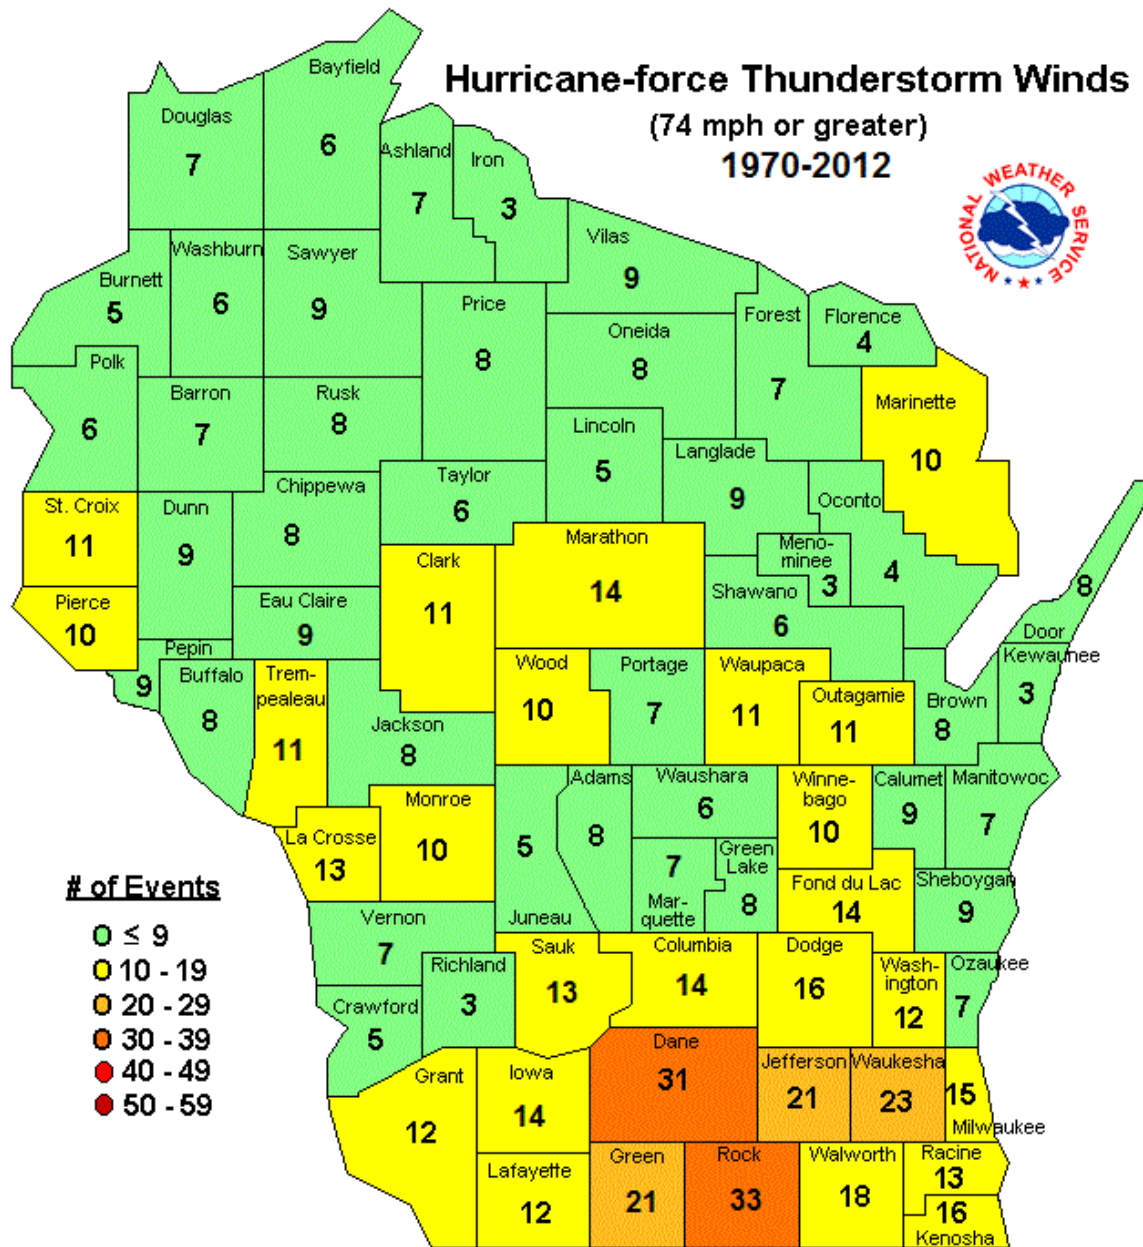 Hurricane-force Thunderstorm Winds
(74 mph or greater)
1970-2012
NATIONAL WEATHER SERVICE
Bayfield
6
Douglas
7
Ashland
7
Iron
3
Vilas
9
Washburn
6
Sawyer
9
Burnett
5
Price
8
Oneida
8
Forest
7
Florence
4
Polk
6
Barron
7
Rusk
8
Lincoln
5
Langlade
9
Marinette
10
Chippewa
8
Taylor
6
Oconto
4
St. Croix
11
Dunn
9
Clark
11
Marathon
14
Meno-
minee
3
Shawano
6
Door
8
Pierce
10
Eau Claire
9
Pepin
9
Buffalo
8
Trem-
pealeau
11
Jackson
8
Wood
10
Portage
7
Waupaca
11
Outagamie
11
Brown
8
Kewaunee
3
Monroe
10
La Crosse
13
Juneau
5
Adams
8
Waushara
6
Winne-
bago
10
Calumet
9
Manitowoc
7
7
Mar-
quette
Green
Lake
8
Fond du Lac
14
Sheboygan
9
Vernon
7
Richland
3
Crawford
5
Sauk
13
Columbia
14
Dodge
16
Wash-
ington
12
Ozaukee
7
Grant
12
Iowa
14
Dane
31
Jefferson
21
Waukesha
23
15
Milwaukee
Lafayette
12
Green
21
Rock
33
Walworth
18
Racine
13
16
Kenosha
# of Events
≤ 9
10 - 19
20 - 29
30 - 39
40 - 49
50 - 59